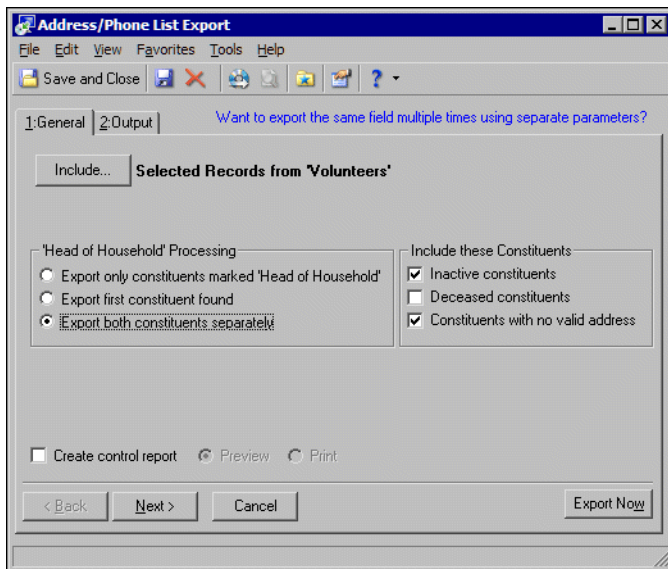 Address/Phone List Export
File Edit View Favorites Tools Help
Save and Close ?
1:General 2:Output Want to export the same field multiple times using separate parameters?
Include... Selected Records from 'Volunteers'
'Head of Household' Processing
Export only constituents marked 'Head of Household'
Export first constituent found
Export both constituents separately
Include these Constituents
Inactive constituents
Deceased constituents
Constituents with no valid address
Create control report Preview Print
< Back Next > Cancel Export Now